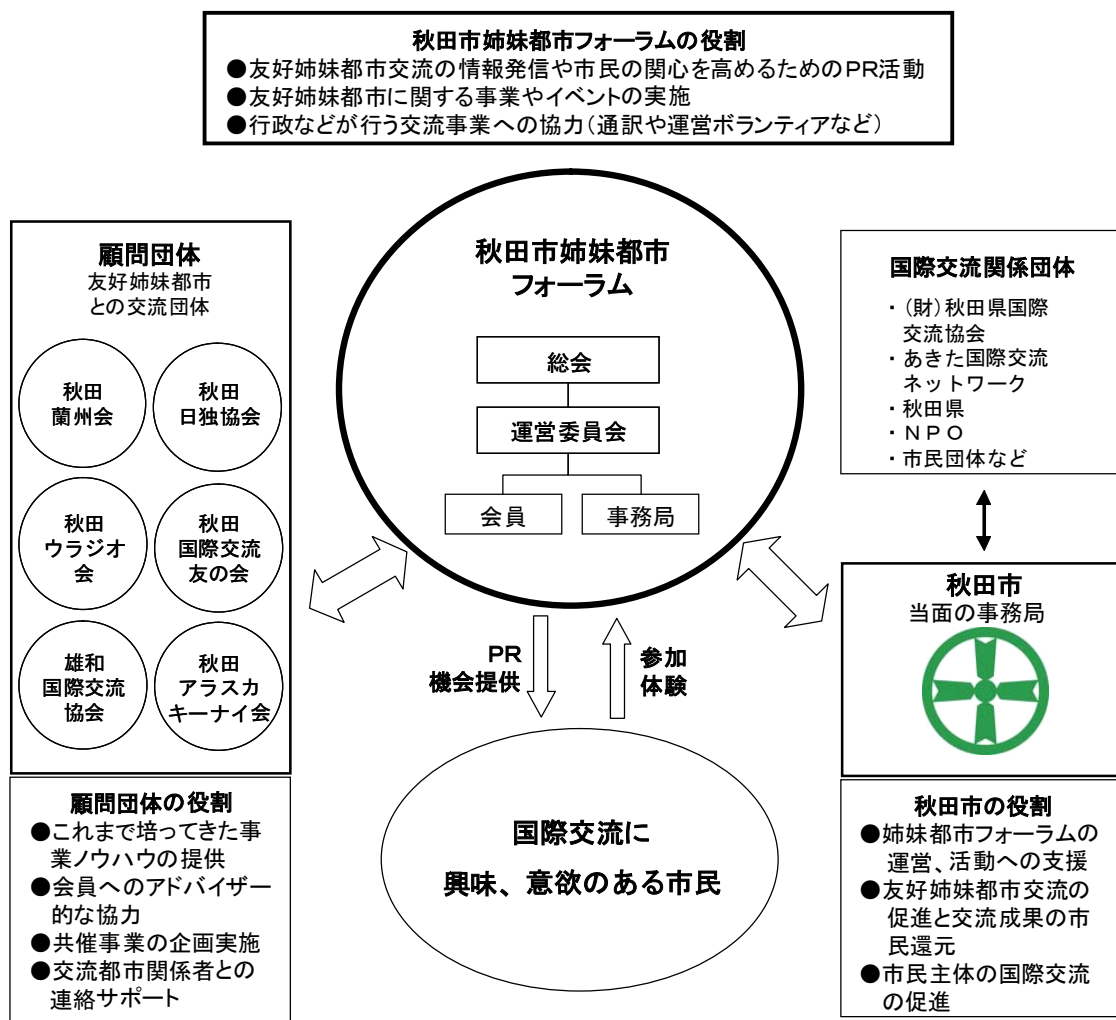 秋田市姉妹都市フォーラムの役割
●友好姉妹都市交流の情報発信や市民の関心を高めるためのPR活動
●友好姉妹都市に関する事業やイベントの実施
●行政などが行う交流事業への協力(通訳や運営ボランティアなど)
顧問団体
友好姉妹都市
との交流団体
秋田
蘭州会
秋田
日独協会
秋田
ウラジオ
会
秋田
国際交流
友の会
雄和
国際交流
協会
秋田
アラスカ
キーナイ会
顧問団体の役割
●これまで培ってきた事
業ノウハウの提供
●会員へのアドバイザー
的な協力
●共催事業の企画実施
●交流都市関係者との
連絡サポート
秋田市姉妹都市
フォーラム
総会
運営委員会
会員
事務局
PR
機会提供
参加
体験
国際交流に
興味、意欲のある市民
国際交流関係団体
・(財)秋田県国際
交流協会
・あきた国際交流
ネットワーク
・秋田県
・NPO
・市民団体など
秋田市
当面の事務局
秋田市の役割
●姉妹都市フォーラムの
運営、活動への支援
●友好姉妹都市交流の
促進と交流成果の市
民還元
●市民主体の国際交流
の促進